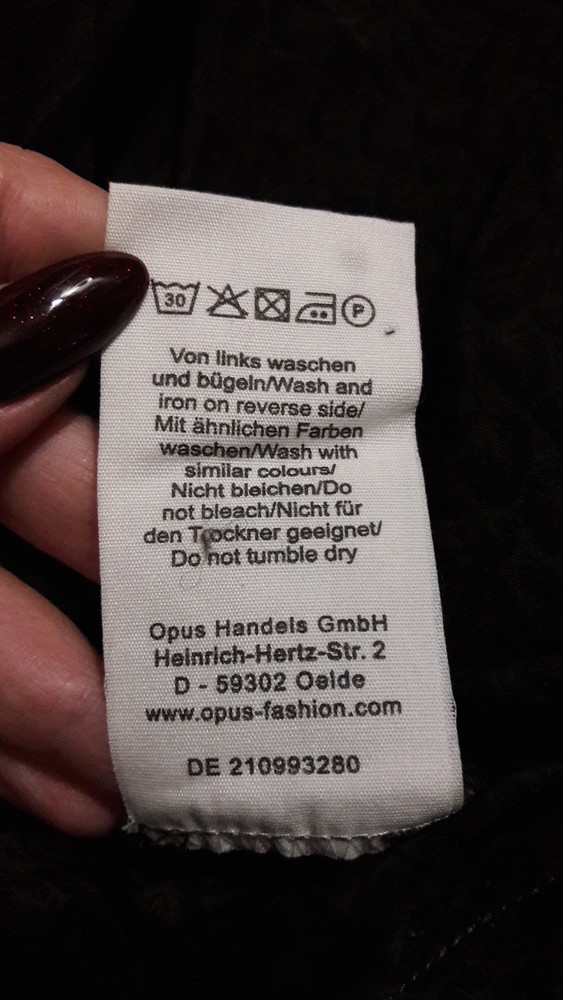 30 P
Von links waschen
und bügeln/Wash and
iron on reverse side/
Mit ähnlichen Farben
waschen/Wash with
similar colours/
Nicht bleichen/Do
not bleach/Nicht für
den Trockner geeignet/
Do not tumble dry
Opus Handels GmbH
Heinrich-Hertz-Str. 2
D - 59302 Oelde
www.opus-fashion.com
DE 210993280